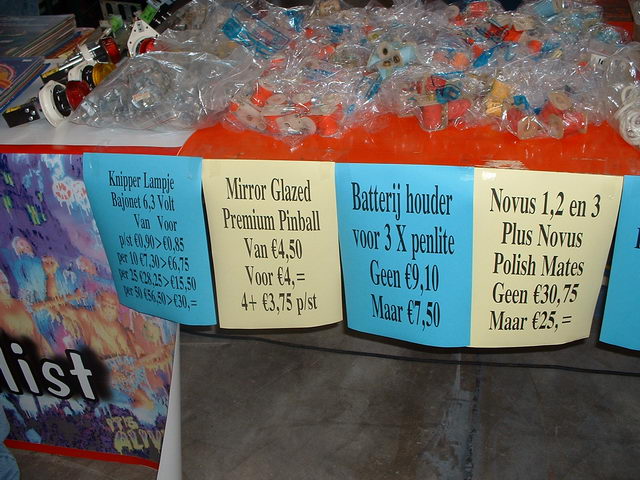 Knipper Lampje
Bajonet 6,3 Volt
Van Voor
p/st €0,90>€0,85
per 10 €7,30>€6,75
per 25 €28,25>€15,50
per 50 €56,50>€30,=
Mirror Glazed
Premium Pinball
Van €4,50
Voor €4,=
4+ €3,75 p/st
Batterij houder
voor 3 X penlite
Geen €9,10
Maar €7,50
Novus 1,2 en 3
Plus Novus
Polish Mates
Geen €30,75
Maar €25,=
list
IT'S
ALIV